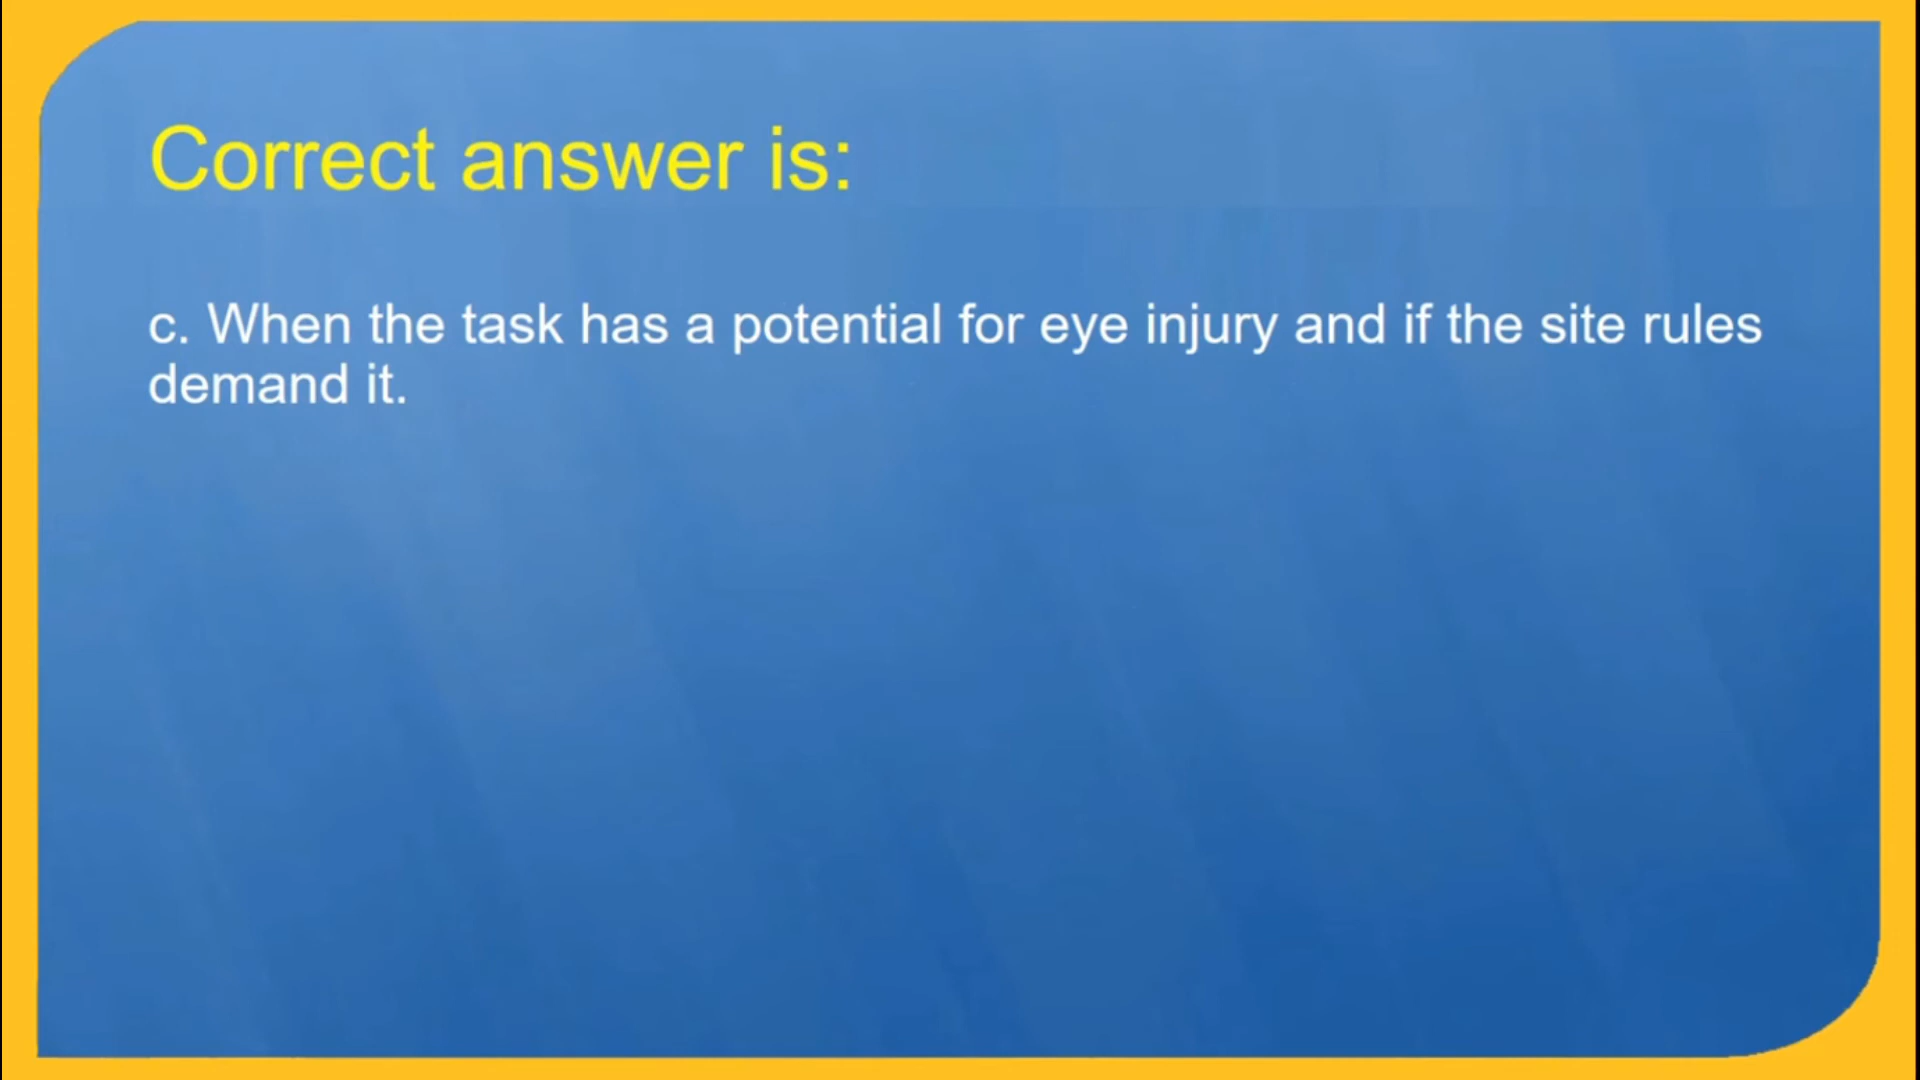 Correct answer is:
c. When the task has a potential for eye injury and if the site rules
demand it.